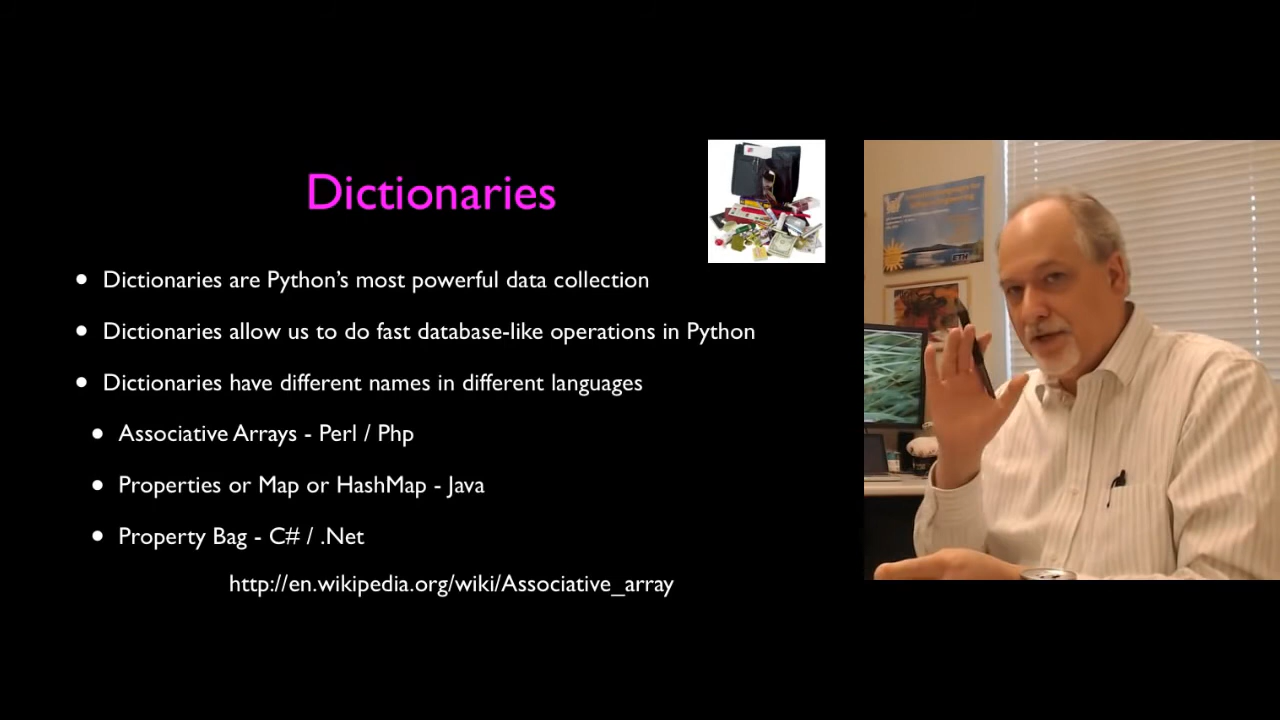 Dictionaries
• Dictionaries are Python’s most powerful data collection
• Dictionaries allow us to do fast database-like operations in Python
• Dictionaries have different names in different languages
• Associative Arrays - Perl / Php
• Properties or Map or HashMap - Java
• Property Bag - C# / .Net
http://en.wikipedia.org/wiki/Associative_array